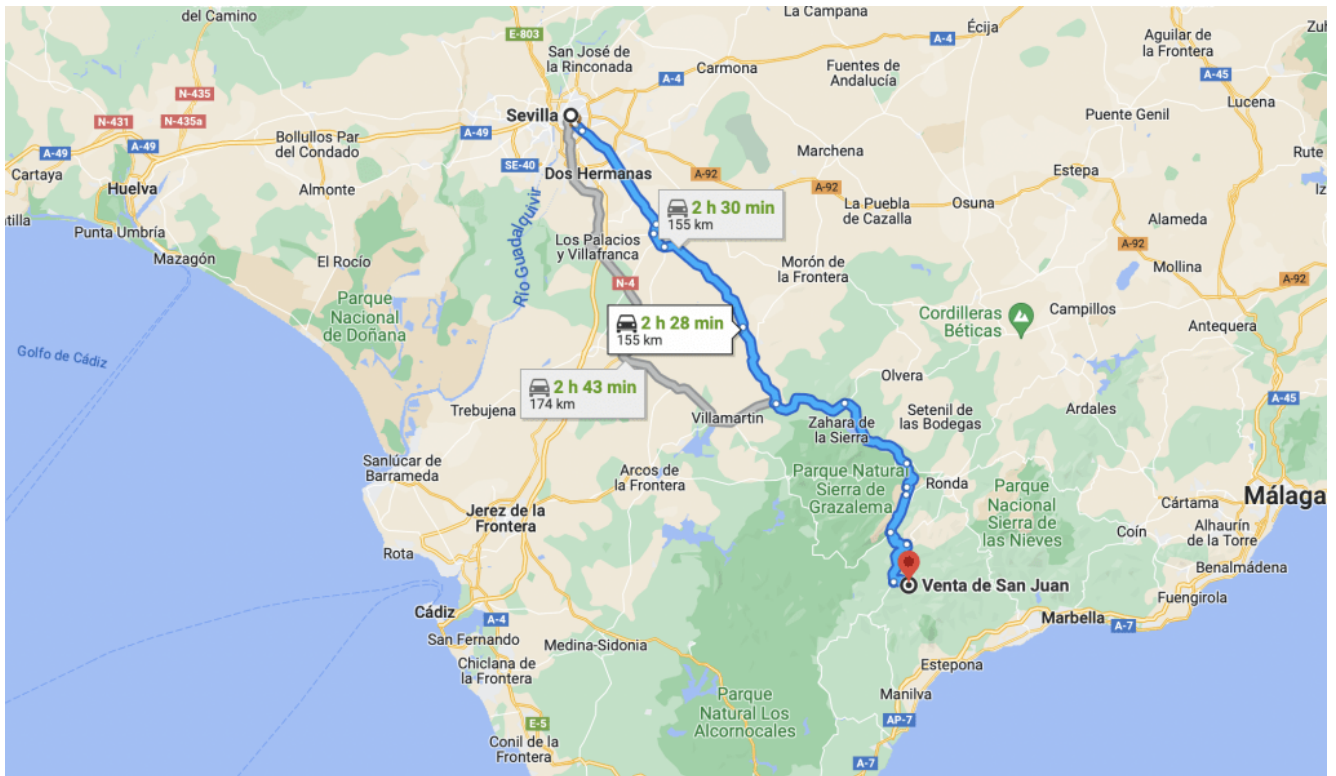 del Camino
La Campana
Zuh
E-803
Écija
A-4
Aguilar de
la Frontera
San José de
la Rinconada
Carmona
A-4
Fuentes de
Andalucía
A-45
N-435
Lucena
Sevilla
Puente Genil
N-431
N-435a
A-49
Bollullos Par
del Condado
A-49
A-49
Marchena
Rute
SE-40
Dos Hermanas
A-92
Estepa
Cartaya
Huelva
Almonte
A-92
Iz
La Puebla
de Cazalla
Osuna
2 h 30 min
155 km
Alameda
tilla
Punta Umbría
Río Guadalquivir
Los Palacios
y Villafranca
A-92
Mazagón
El Rocío
Morón de
la Frontera
Mollina
N-4
A-92
Parque
Nacional
de Doñana
Cordilleras
Béticas
Campillos
2 h 28 min
155 km
Antequera
Golfo de Cádiz
2 h 43 min
174 km
Olvera
A-45
Trebujena
Villamartin
Zahara de
la Sierra
Setenil de
las Bodegas
Ardales
Sanlúcar de
Barrameda
Arcos de
la Frontera
Parque Natural
Sierra de
Grazalema
Ronda
Parque
Nacional
Sierra de
las Nieves
Málaga
Cártama
Jerez de la
Frontera
Coín
Alhaurín
de la Torre
Rota
Benalmádena
Venta de San Juan
Fuengirola
Cádiz
A-4
Marbella
A-7
San Fernando
Medina-Sidonia
Chiclana de
la Frontera
Estepona
Parque
Natural Los
Alcornocales
Manilva
E-5
AP-7
Conil de la
Frontera
A-7